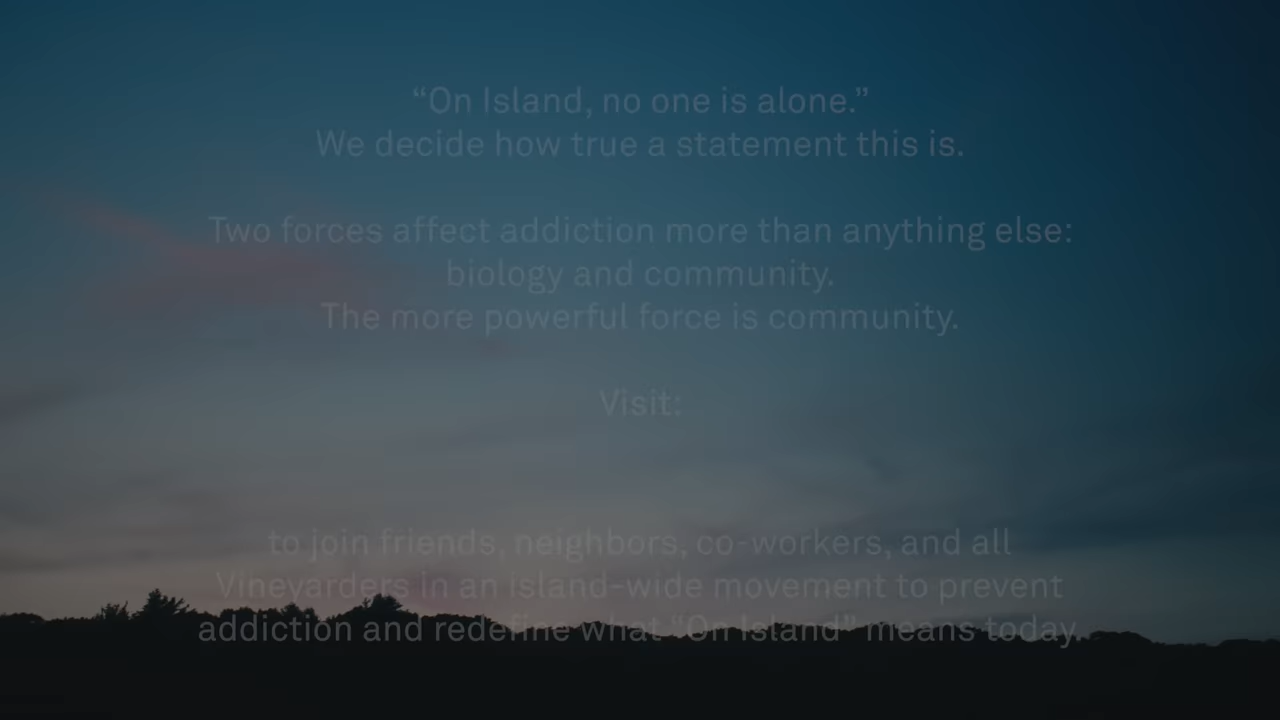 “On Island, no one is alone.”
We decide how true a statement this is.
Two forces affect addiction more than anything else:
biology and community.
The more powerful force is community.
Visit:
to join friends, neighbors, co-workers, and all
Vineyarders in an island-wide movement to prevent
addiction and redefine what “On Island” means today.